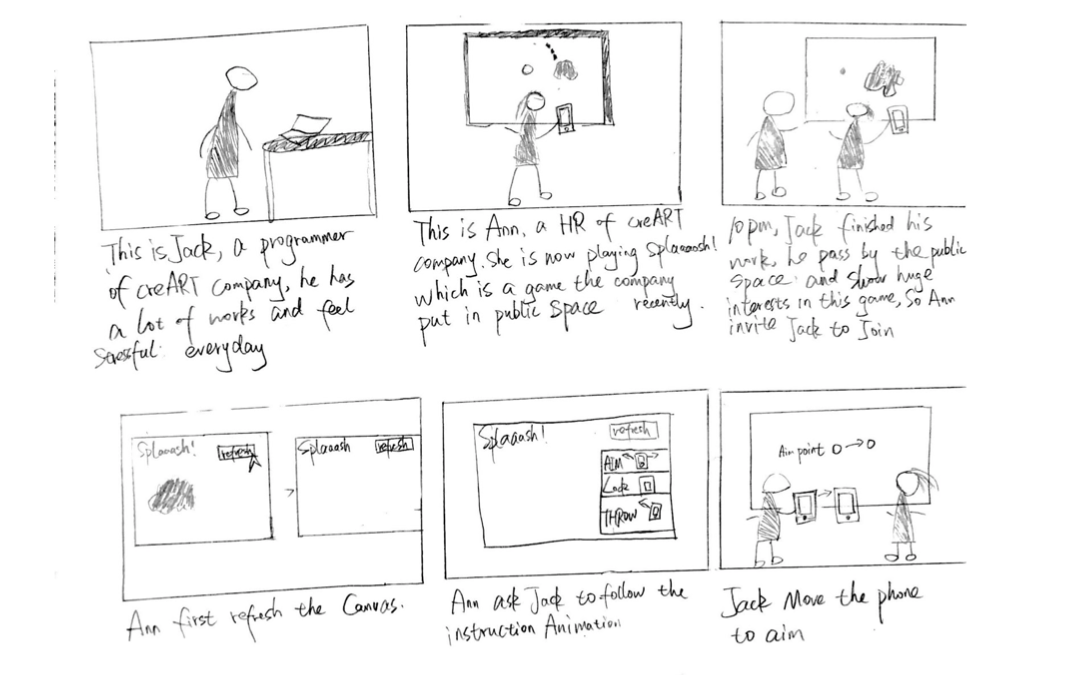 This is Jack, a programmer
of creART company, he has
a lot of works and feel
stressful. everyday
This is Ann, a HR of creART
company. She is now playing Splaaaash!
which is a game the company
put in public space recently.
10pm, Jack finished his
work, he pass by the public
space. and show huge
interests in this game, So Ann
invite Jack to Join
Splaaash!
refresh
Splaaash
refresh
Ann first refresh the Canvas.
Splaaash!
refresh
AIM
Lock
THROW
Ann ask Jack to follow the
instruction Animation
Aim point
Jack Move the phone
to aim